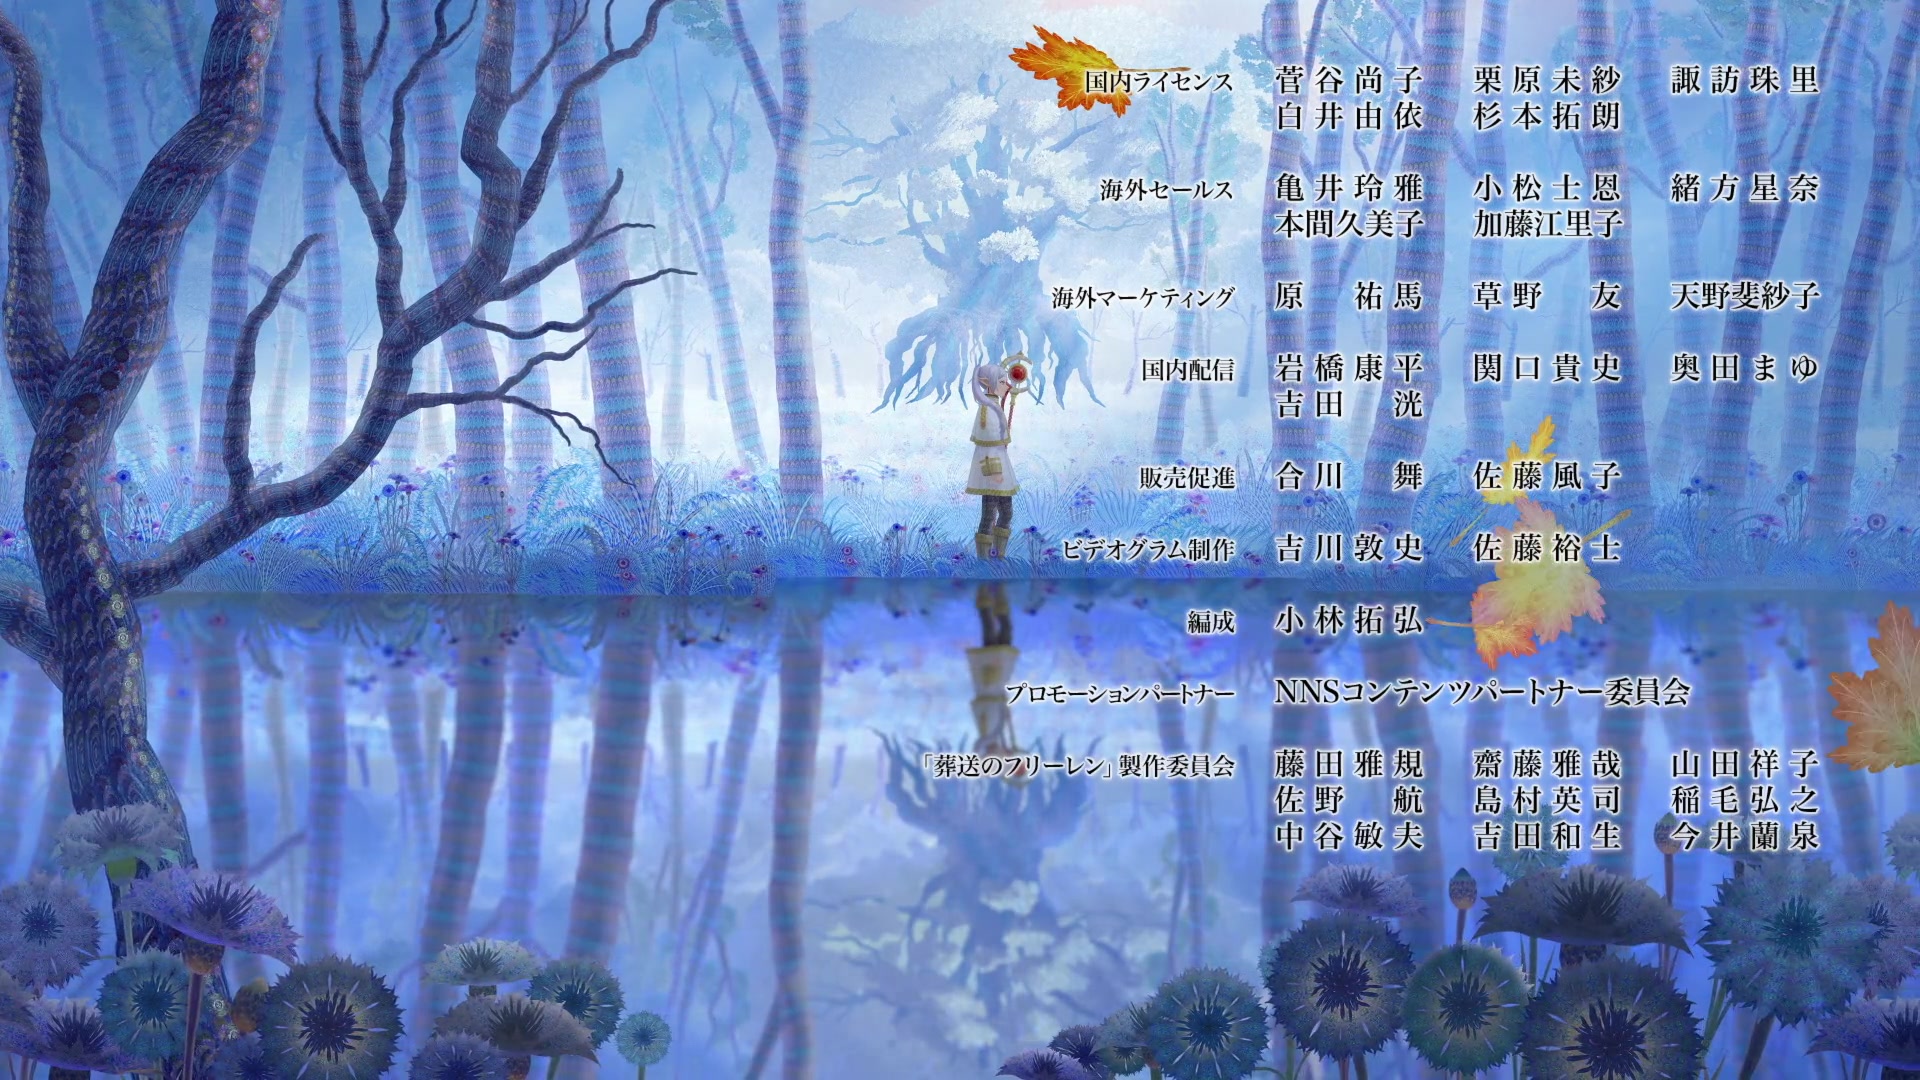 国内ライセンス 菅谷尚子 栗原未紗 諏訪珠里
白井由依 杉本拓朗
海外セールス 亀井玲雅 小松士恩 緒方星奈
本間久美子 加藤江里子
海外マーケティング 原祐馬 草野友 天野斐紗子
国内配信 岩橋康平 関口貴史 奥田まゆ
吉田洸
販売促進 合川舞 佐藤風子
ビデオグラム制作 吉川敦史 佐藤裕士
編成 小林拓弘
プロモーションパートナー NNSコンテンツパートナー委員会
「葬送のフリーレン」製作委員会 藤田雅規 齋藤雅哉 山田祥子
佐野航 島村英司 稲毛弘之
中谷敏夫 吉田和生 今井蘭泉